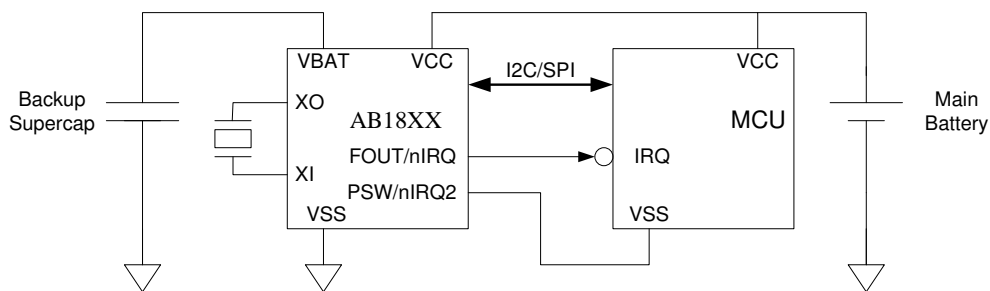 VBAT
VCC
I2C/SPI
VCC
Backup
Supercap
XO
AB18XX
MCU
Main
Battery
FOUT/nIRQ
IRQ
XI
PSW/nIRQ2
VSS
VSS